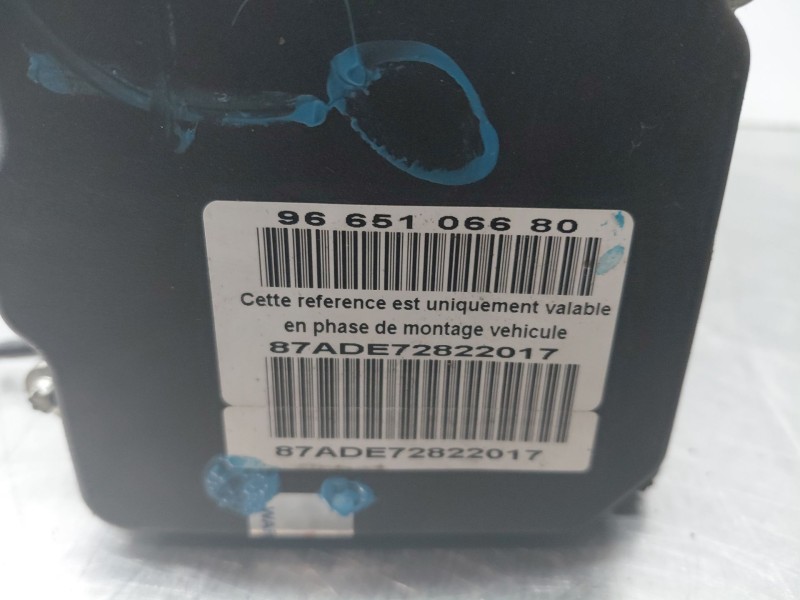 96 651 066 80
Cette reference est uniquement valable
en phase de montage vehicule
87ADE72822017
87ADE72822017